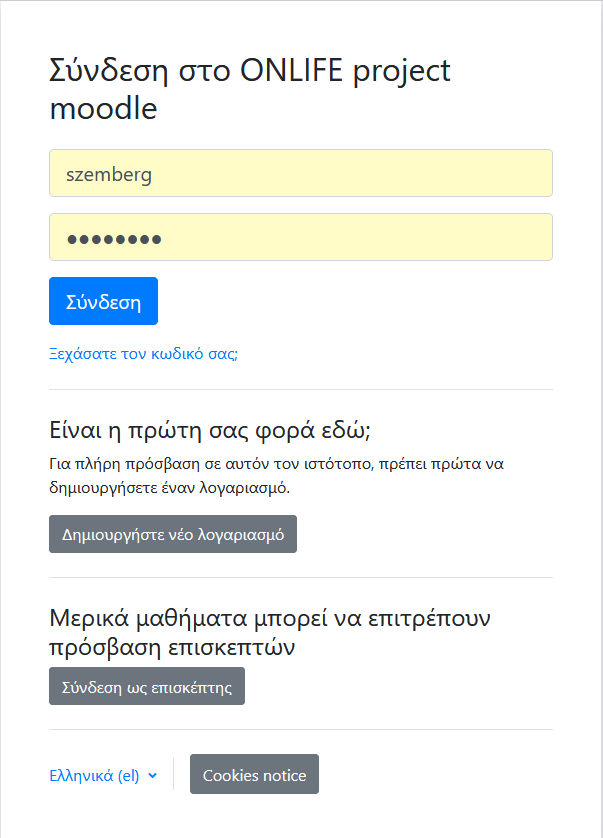 Σύνδεση στο ONLIFE project
moodle
szemberg
●●●●●●●●
Σύνδεση
Ξεχάσατε τον κωδικό σας;
Είναι η πρώτη σας φορά εδώ;
Για πλήρη πρόσβαση σε αυτόν τον ιστότοπο, πρέπει πρώτα να
δημιουργήσετε έναν λογαριασμό.
Δημιουργήστε νέο λογαριασμό
Μερικά μαθήματα μπορεί να επιτρέπουν
πρόσβαση επισκεπτών
Σύνδεση ως επισκέπτης
Ελληνικά (el) Cookies notice